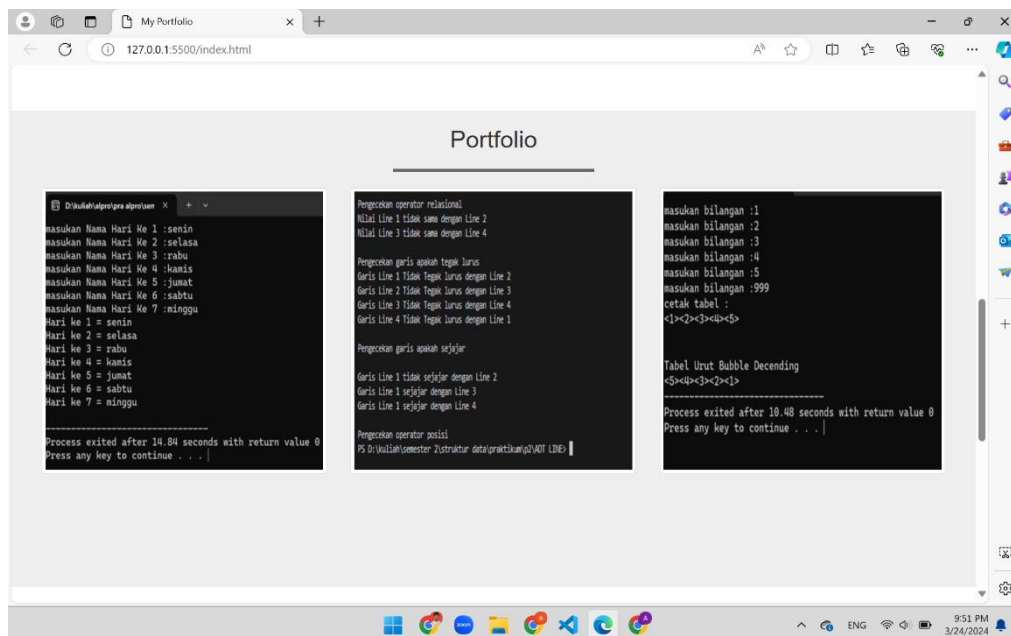 My Portfolio
127.0.0.1:5500/index.html
Portfolio
D:\kuliah\alpro\pra alpro\sen
masukan Nama Hari Ke 1 :senin
masukan Nama Hari Ke 2 :selasa
masukan Nama Hari Ke 3 :rabu
masukan Nama Hari Ke 4 :kamis
masukan Nama Hari Ke 5 :jumat
masukan Nama Hari Ke 6 :sabtu
masukan Nama Hari Ke 7 :minggu
Hari ke 1 = senin
Hari ke 2 = selasa
Hari ke 3 = rabu
Hari ke 4 = kamis
Hari ke 5 = jumat
Hari ke 6 = sabtu
Hari ke 7 = minggu
--------------------------------
Process exited after 14.84 seconds with return value 0
Press any key to continue . . .
Pengecekan operator relasional
Nilai Line 1 tidak sama dengan Line 2
Nilai Line 3 tidak sama dengan Line 4
Pengecekan garis apakah tegak lurus
Garis Line 1 Tidak Tegak lurus dengan Line 2
Garis Line 2 Tidak Tegak lurus dengan Line 3
Garis Line 3 Tidak Tegak lurus dengan Line 4
Garis Line 4 Tidak Tegak lurus dengan Line 1
Pengecekan garis apakah sejajar
Garis Line 1 tidak sejajar dengan Line 2
Garis Line 1 sejajar dengan Line 3
Garis Line 1 sejajar dengan Line 4
Pengecekan operator posisi
PS D:\kuliah\semester 2\struktur data\praktikum\p2\ADT LINE>
masukan bilangan :1
masukan bilangan :2
masukan bilangan :3
masukan bilangan :4
masukan bilangan :5
masukan bilangan :999
cetak tabel :
<1><2><3><4><5>
Tabel Urut Bubble Decending
<5><4><3><2><1>
--------------------------------
Process exited after 10.48 seconds with return value 0
Press any key to continue . . .
zoom
ENG
9:51 PM
3/24/2024